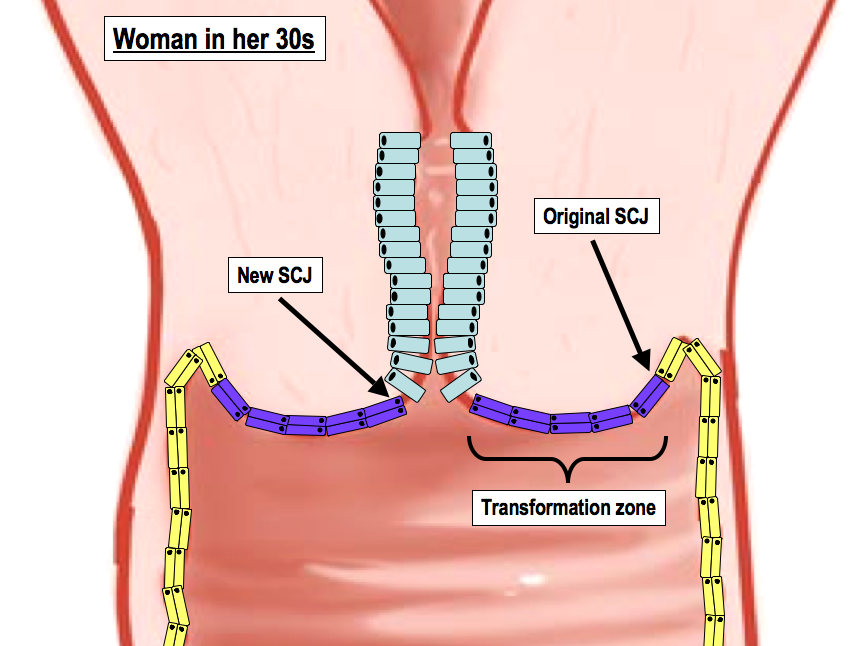 Woman in her 30s
Original SCJ
New SCJ
Transformation zone